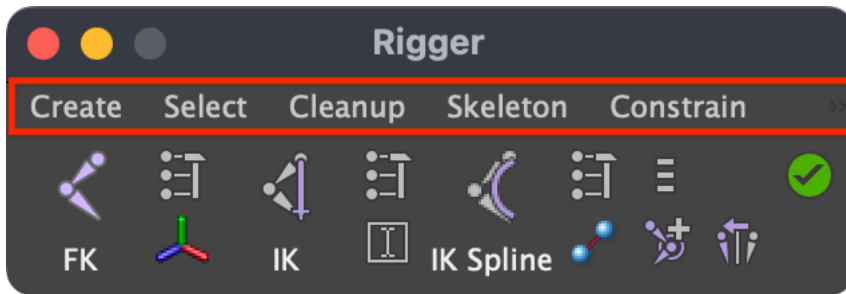 Rigger
Create Select Cleanup Skeleton Constrain »
FK IK IK Spline